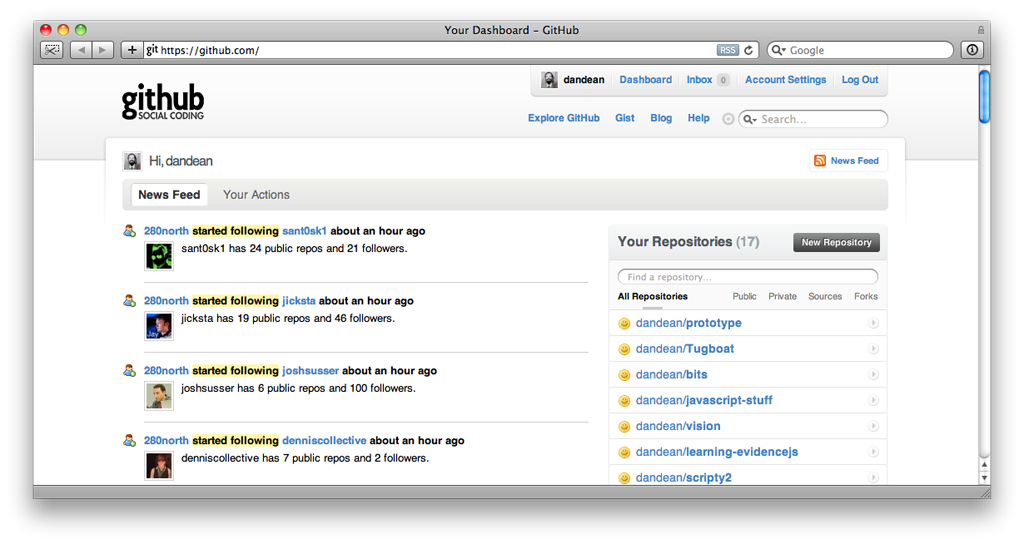 Your Dashboard – GitHub
git https://github.com/ RSS Google
dandean Dashboard Inbox 0 Account Settings Log Out
github
SOCIAL CODING
Explore GitHub Gist Blog Help Search...
Hi, dandean News Feed
News Feed Your Actions
280north started following sant0sk1 about an hour ago
sant0sk1 has 24 public repos and 21 followers.
280north started following jicksta about an hour ago
Jay
jicksta has 19 public repos and 46 followers.
280north started following joshsusser about an hour ago
joshsusser has 6 public repos and 100 followers.
280north started following denniscollective about an hour ago
denniscollective has 7 public repos and 2 followers.
Your Repositories (17) New Repository
Find a repository...
All Repositories Public Private Sources Forks
dandean/prototype
dandean/Tugboat
dandean/bits
dandean/javascript-stuff
dandean/vision
dandean/learning-evidencejs
dandean/scripty2